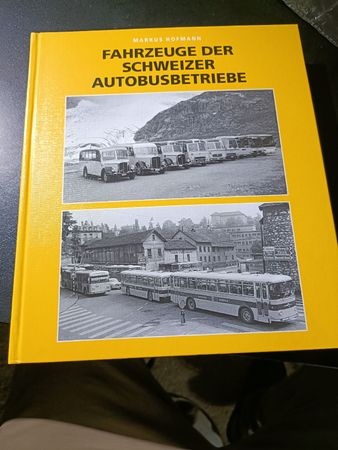 MARKUS HOFMANN
FAHRZEUGE DER
SCHWEIZER
AUTOBUSBETRIEBE